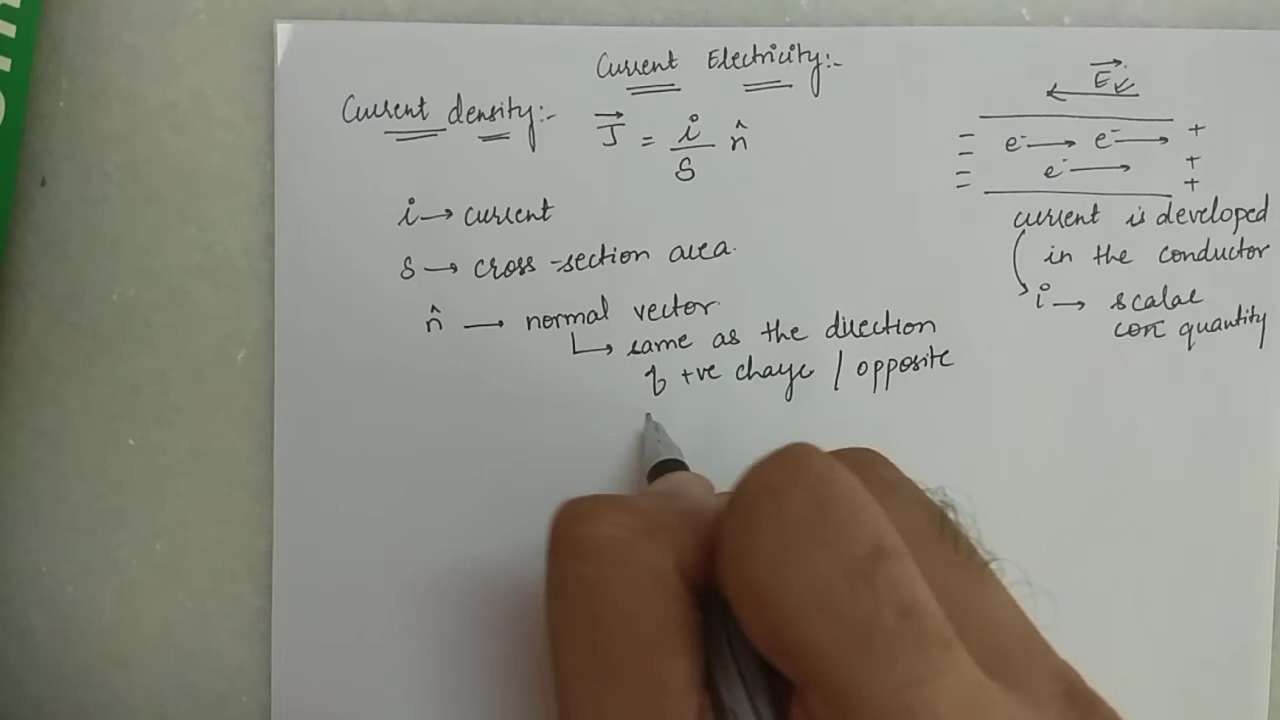 Current Electricity:-
Current density:- J = i/s n̂
i → current
s → cross-section area.
n̂ → normal vector.
↳ same as the direction
of +ve charge / opposite
E
- e⁻ → e⁻ → +
- e⁻ → +
= +
current is developed
in the conductor
i → scalar
quantity